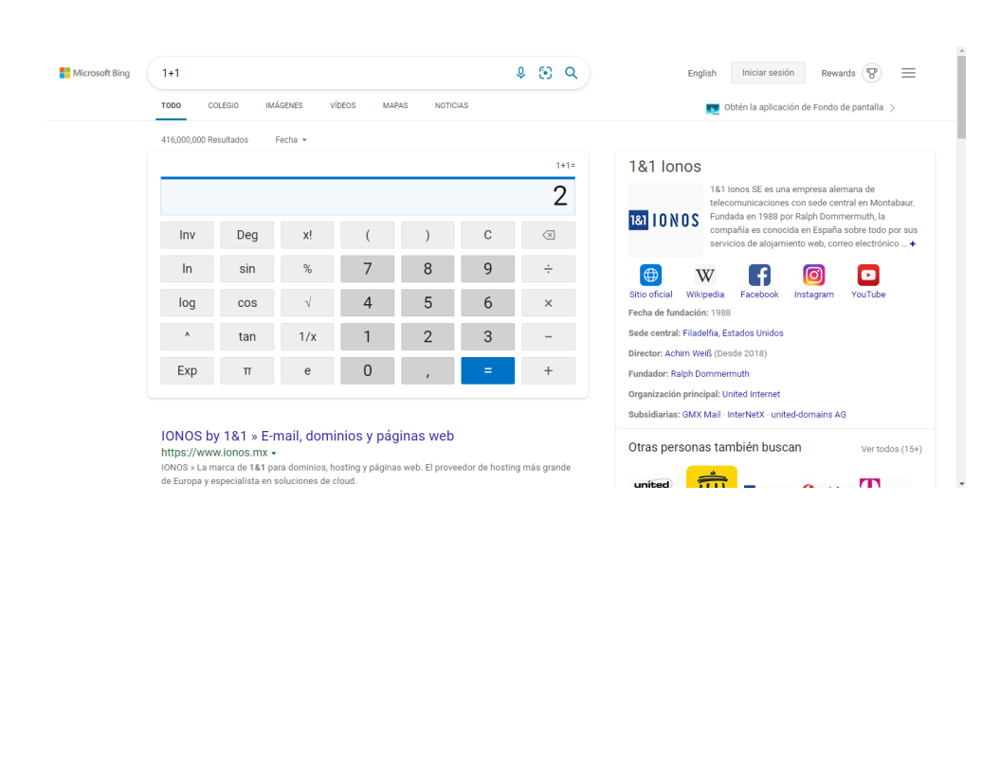 Microsoft Bing
1+1
English
Iniciar sesión
Rewards
TODO
COLEGIO
IMÁGENES
VÍDEOS
MAPAS
NOTICIAS
Obtén la aplicación de Fondo de pantalla
416,000,000 Resultados
Fecha
1+1=
2
Inv Deg x! ( ) C
ln sin % 7 8 9 ÷
log cos √ 4 5 6 ×
^ tan 1/x 1 2 3 −
Exp π e 0 , = +
IONOS by 1&1 » E-mail, dominios y páginas web
https://www.ionos.mx
IONOS » La marca de 1&1 para dominios, hosting y páginas web. El proveedor de hosting más grande
de Europa y especialista en soluciones de cloud.
1&1 Ionos
1&1 IONOS
1&1 Ionos SE es una empresa alemana de
telecomunicaciones con sede central en Montabaur.
Fundada en 1988 por Ralph Dommermuth, la
compañía es conocida en España sobre todo por sus
servicios de alojamiento web, correo electrónico … +
W
Sitio oficial
Wikipedia
Facebook
Instagram
YouTube
Fecha de fundación: 1988
Sede central: Filadelfia, Estados Unidos
Director: Achim Weiß (Desde 2018)
Fundador: Ralph Dommermuth
Organización principal: United Internet
Subsidiarias: GMX Mail · InterNetX · united-domains AG
Otras personas también buscan
Ver todos (15+)
united